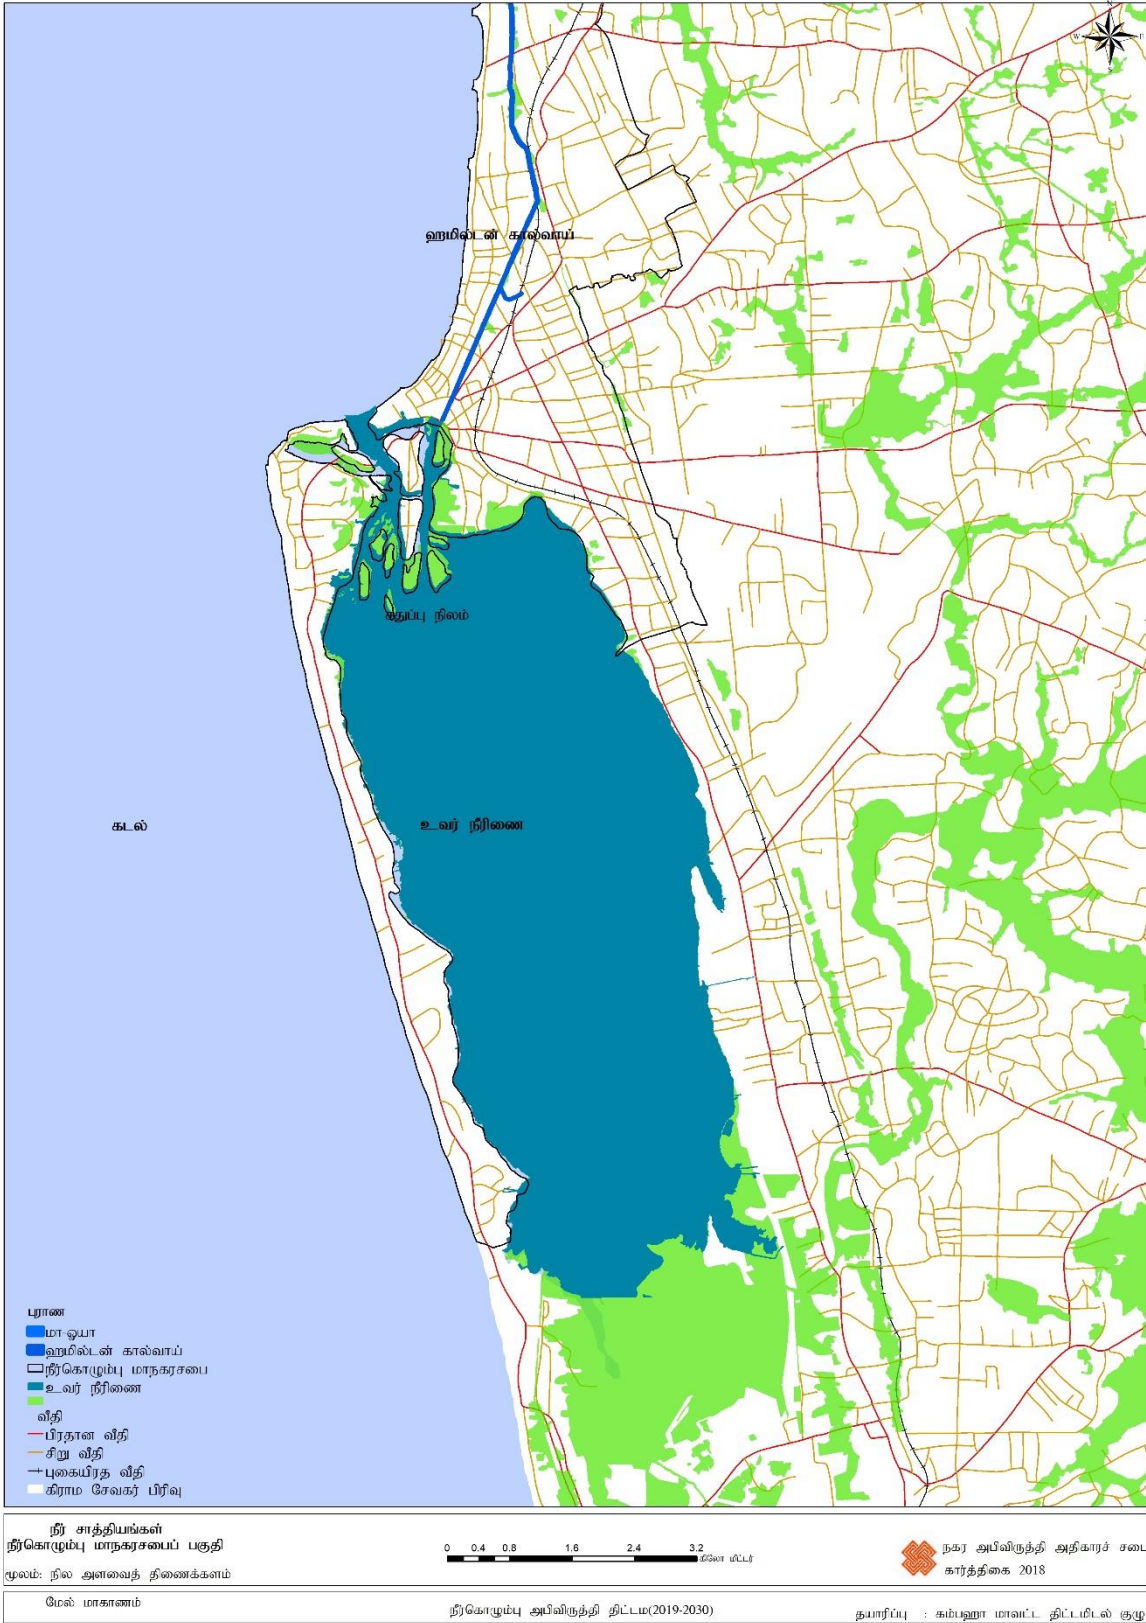 N
W E
S
ஹமில்டன் கால்வாய்
சதுப்பு நிலம்
கடல்
உவர் நீரிணை
புராண
மா-ஓயா
ஹமில்டன் கால்வாய்
நீர்கொழும்பு மாநகரசபை
உவர் நீரிணை
வீதி
பிரதான வீதி
சிறு வீதி
புகையிரத வீதி
கிராம சேவகர் பிரிவு
நீர் சாத்தியங்கள்
நீர்கொழும்பு மாநகரசபைப் பகுதி
மூலம்: நில அளவைத் திணைக்களம்
0 0.4 0.8 1.6 2.4 3.2
கிலோ மீட்டர்
நகர அபிவிருத்தி அதிகாரச் சபை
கார்த்திகை 2018
மேல் மாகாணம்
நீர்கொழும்பு அபிவிருத்தி திட்டம(2019-2030)
தயாரிப்பு : கம்பஹா மாவட்ட திட்டமிடல் குழு